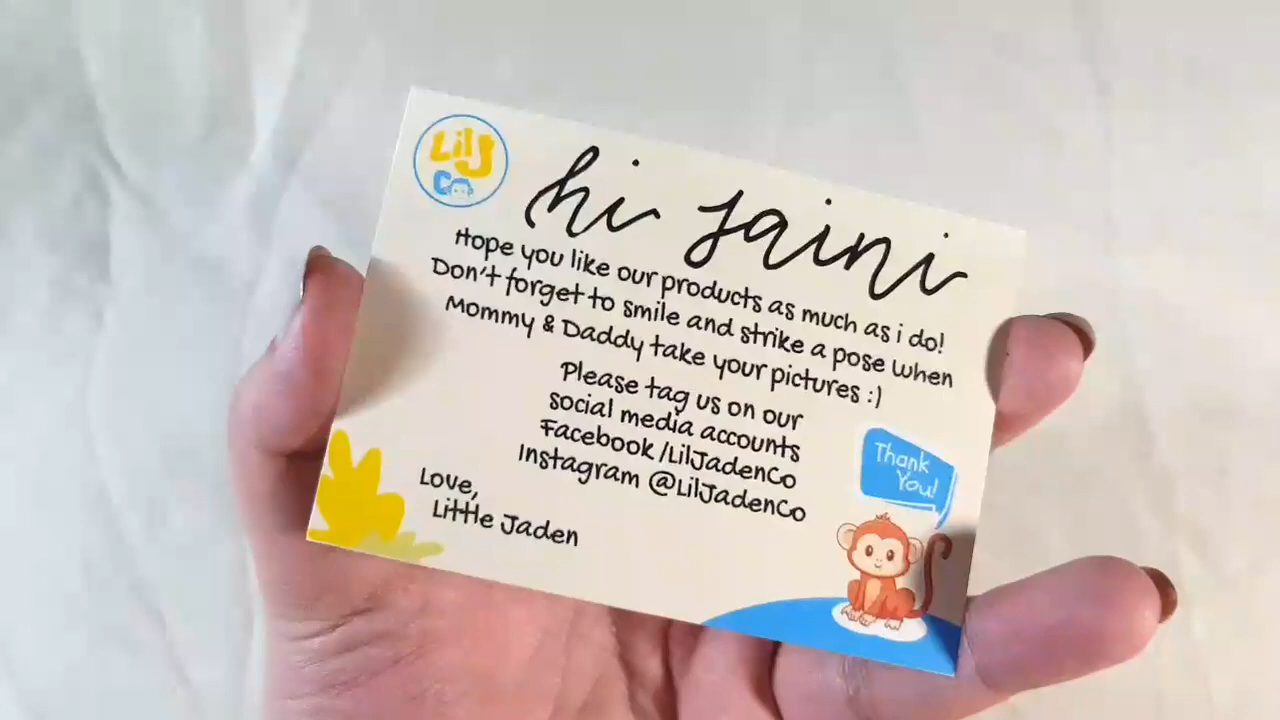 Lil J
Co
hi Jaini
Hope you like our products as much as i do!
Don't forget to smile and strike a pose when
Mommy & Daddy take your pictures :)
Please tag us on our
social media accounts
Facebook /LilJadenCo
Instagram @LilJadenCo
Love,
Little Jaden
Thank
You!